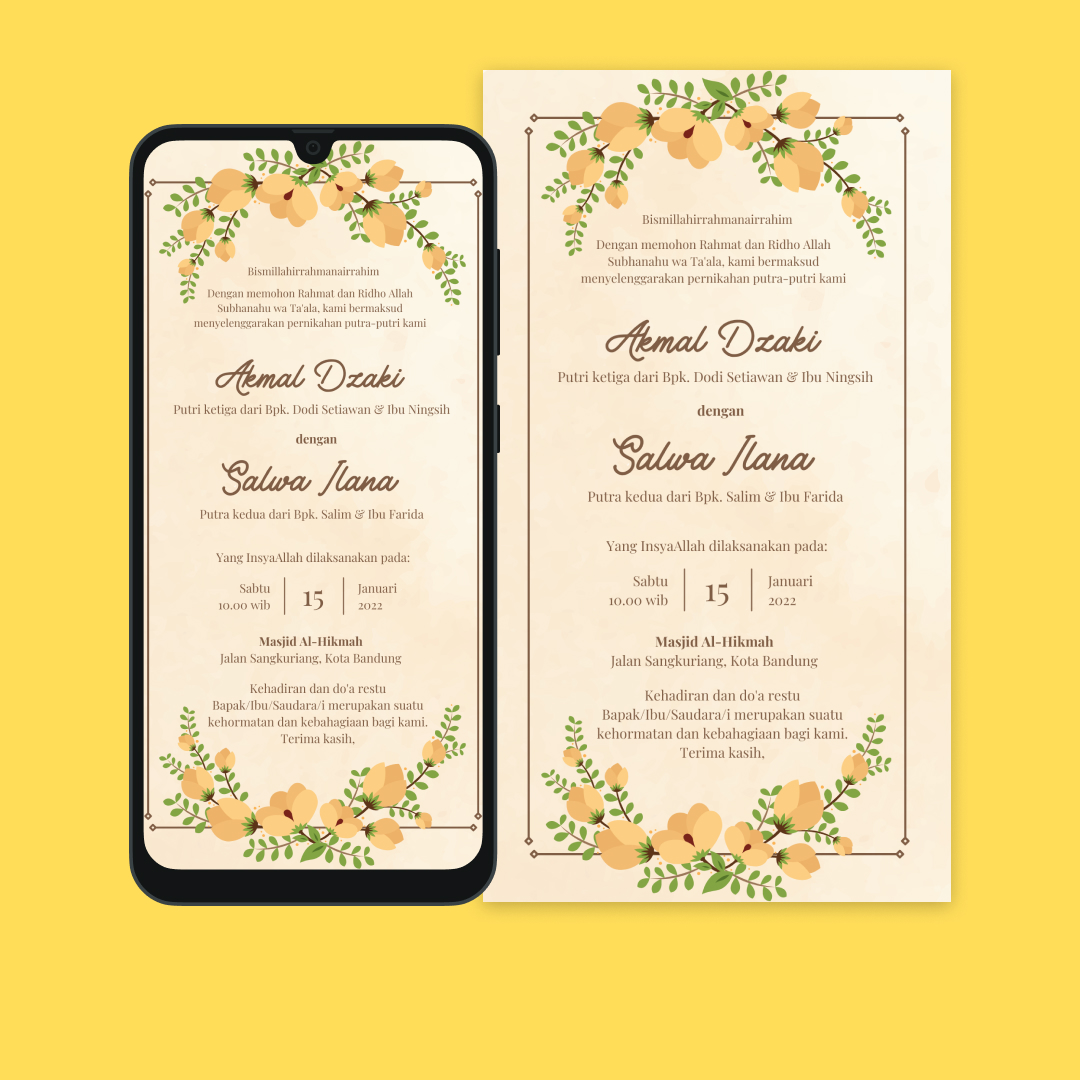 Bismillahirrahmanairrahim
Dengan memohon Rahmat dan Ridho Allah
Subhanahu wa Ta'ala, kami bermaksud
menyelenggarakan pernikahan putra-putri kami
Akmal Dzaki
Putri ketiga dari Bpk. Dodi Setiawan & Ibu Ningsih
dengan
Salwa Ilana
Putra kedua dari Bpk. Salim & Ibu Farida
Yang InsyaAllah dilaksanakan pada:
Sabtu
10.00 wib
15
Januari
2022
Masjid Al-Hikmah
Jalan Sangkuriang, Kota Bandung
Kehadiran dan do'a restu
Bapak/Ibu/Saudara/i merupakan suatu
kehormatan dan kebahagiaan bagi kami.
Terima kasih,
Bismillahirrahmanairrahim
Dengan memohon Rahmat dan Ridho Allah
Subhanahu wa Ta'ala, kami bermaksud
menyelenggarakan pernikahan putra-putri kami
Akmal Dzaki
Putri ketiga dari Bpk. Dodi Setiawan & Ibu Ningsih
dengan
Salwa Ilana
Putra kedua dari Bpk. Salim & Ibu Farida
Yang InsyaAllah dilaksanakan pada:
Sabtu
10.00 wib
15
Januari
2022
Masjid Al-Hikmah
Jalan Sangkuriang, Kota Bandung
Kehadiran dan do'a restu
Bapak/Ibu/Saudara/i merupakan suatu
kehormatan dan kebahagiaan bagi kami.
Terima kasih,